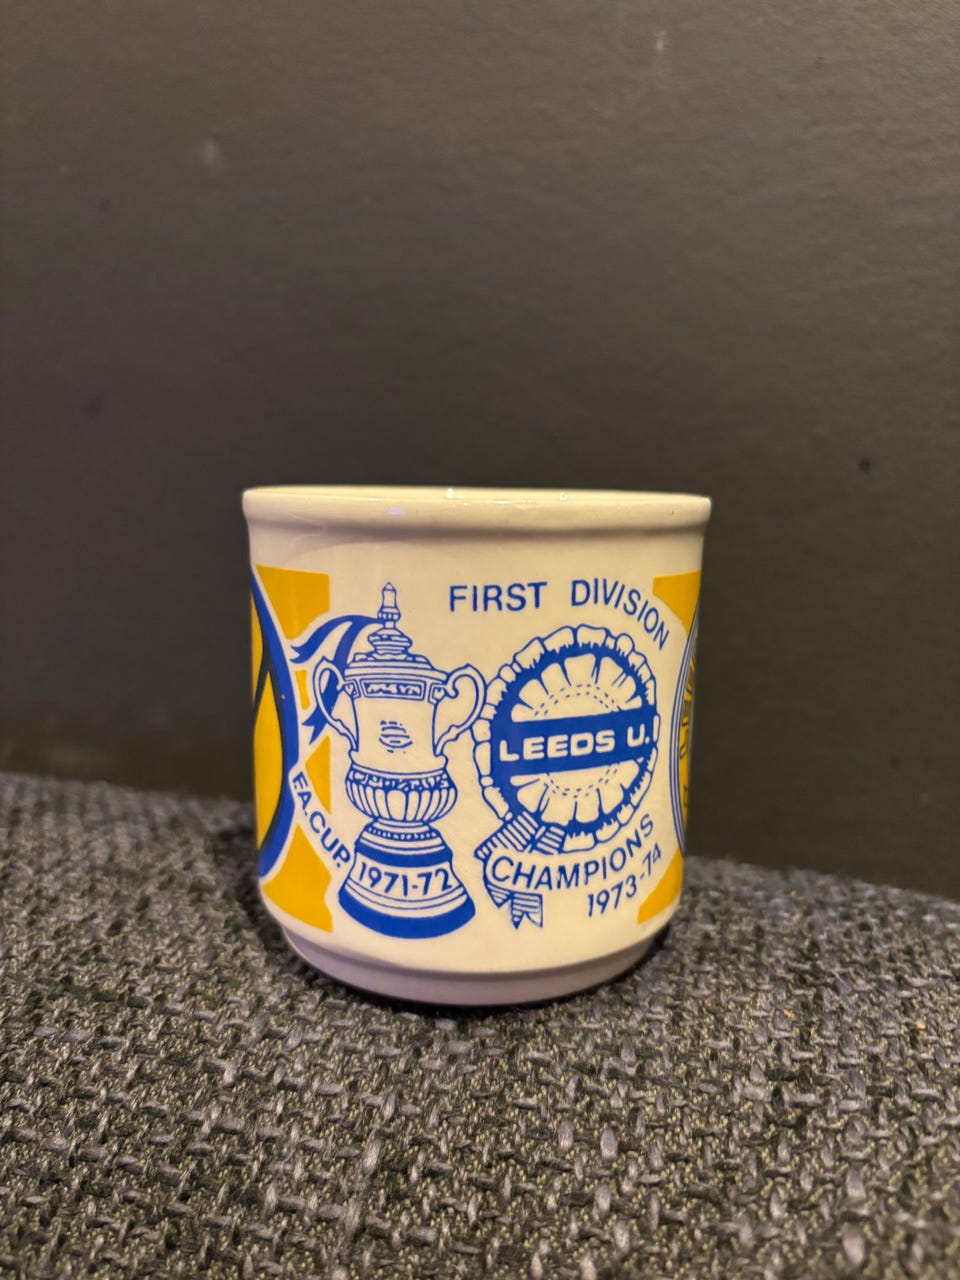 FIRST DIVISION
LEEDS U.
F.A. CUP.
1971-72
CHAMPIONS
1973-74